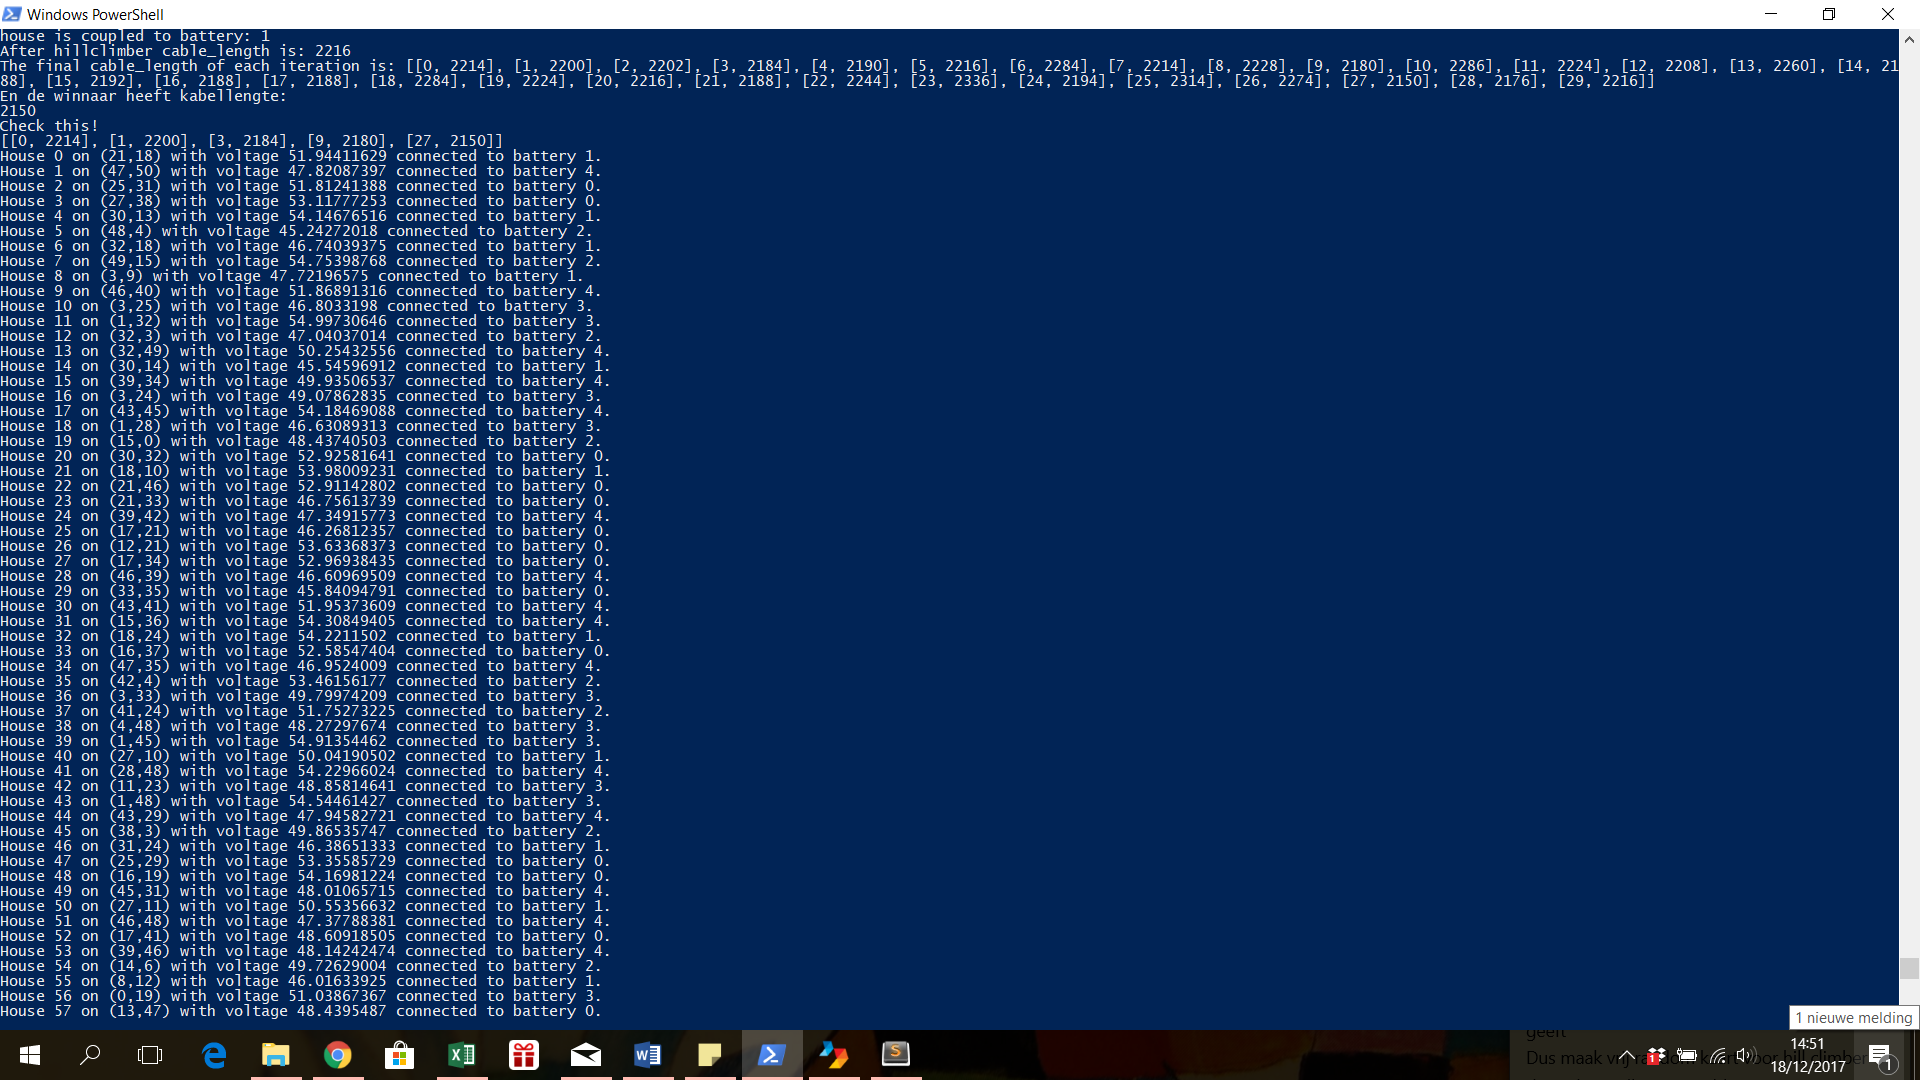 Windows PowerShell
house is coupled to battery: 1
After hillclimber cable_length is: 2216
The final cable_length of each iteration is: [[0, 2214], [1, 2200], [2, 2202], [3, 2184], [4, 2190], [5, 2216], [6, 2284], [7, 2214], [8, 2228], [9, 2180], [10, 2286], [11, 2224], [12, 2208], [13, 2260], [14, 21
88], [15, 2192], [16, 2188], [17, 2188], [18, 2284], [19, 2224], [20, 2216], [21, 2188], [22, 2244], [23, 2336], [24, 2194], [25, 2314], [26, 2274], [27, 2150], [28, 2176], [29, 2216]]
En de winnaar heeft kabellengte:
2150
Check this!
[[0, 2214], [1, 2200], [3, 2184], [9, 2180], [27, 2150]]
House 0 on (21,18) with voltage 51.94411629 connected to battery 1.
House 1 on (47,50) with voltage 47.82087397 connected to battery 4.
House 2 on (25,31) with voltage 51.81241388 connected to battery 0.
House 3 on (27,38) with voltage 53.11777253 connected to battery 0.
House 4 on (30,13) with voltage 54.14676516 connected to battery 1.
House 5 on (48,4) with voltage 45.24272018 connected to battery 2.
House 6 on (32,18) with voltage 46.74039375 connected to battery 1.
House 7 on (49,15) with voltage 54.75398768 connected to battery 2.
House 8 on (3,9) with voltage 47.72196575 connected to battery 1.
House 9 on (46,40) with voltage 51.86891316 connected to battery 4.
House 10 on (3,25) with voltage 46.8033198 connected to battery 3.
House 11 on (1,32) with voltage 54.99730646 connected to battery 3.
House 12 on (32,3) with voltage 47.04037014 connected to battery 2.
House 13 on (32,49) with voltage 50.25432556 connected to battery 4.
House 14 on (30,14) with voltage 45.54596912 connected to battery 1.
House 15 on (39,34) with voltage 49.93506537 connected to battery 4.
House 16 on (3,24) with voltage 49.07862835 connected to battery 3.
House 17 on (43,45) with voltage 54.18469088 connected to battery 4.
House 18 on (1,28) with voltage 46.63089313 connected to battery 3.
House 19 on (15,0) with voltage 48.43740503 connected to battery 2.
House 20 on (30,32) with voltage 52.92581641 connected to battery 0.
House 21 on (18,10) with voltage 53.98009231 connected to battery 1.
House 22 on (21,46) with voltage 52.91142802 connected to battery 0.
House 23 on (21,33) with voltage 46.75613739 connected to battery 0.
House 24 on (39,42) with voltage 47.34915773 connected to battery 4.
House 25 on (17,21) with voltage 46.26812357 connected to battery 0.
House 26 on (12,21) with voltage 53.63368373 connected to battery 0.
House 27 on (17,34) with voltage 52.96938435 connected to battery 0.
House 28 on (46,39) with voltage 46.60969509 connected to battery 4.
House 29 on (33,35) with voltage 45.84094791 connected to battery 0.
House 30 on (43,41) with voltage 51.95373609 connected to battery 4.
House 31 on (15,36) with voltage 54.30849405 connected to battery 4.
House 32 on (18,24) with voltage 54.2211502 connected to battery 1.
House 33 on (16,37) with voltage 52.58547404 connected to battery 0.
House 34 on (47,35) with voltage 46.9524009 connected to battery 4.
House 35 on (42,4) with voltage 53.46156177 connected to battery 2.
House 36 on (3,33) with voltage 49.79974209 connected to battery 3.
House 37 on (41,24) with voltage 51.75273225 connected to battery 2.
House 38 on (4,48) with voltage 48.27297674 connected to battery 3.
House 39 on (1,45) with voltage 54.91354462 connected to battery 3.
House 40 on (27,10) with voltage 50.04190502 connected to battery 1.
House 41 on (28,48) with voltage 54.22966024 connected to battery 4.
House 42 on (11,23) with voltage 48.85814641 connected to battery 3.
House 43 on (1,48) with voltage 54.54461427 connected to battery 3.
House 44 on (43,29) with voltage 47.94582721 connected to battery 4.
House 45 on (38,3) with voltage 49.86535747 connected to battery 2.
House 46 on (31,24) with voltage 46.38651333 connected to battery 1.
House 47 on (25,29) with voltage 53.35585729 connected to battery 0.
House 48 on (16,19) with voltage 54.16981224 connected to battery 0.
House 49 on (45,31) with voltage 48.01065715 connected to battery 4.
House 50 on (27,11) with voltage 50.55356632 connected to battery 1.
House 51 on (46,48) with voltage 47.37788381 connected to battery 4.
House 52 on (17,41) with voltage 48.60918505 connected to battery 0.
House 53 on (39,46) with voltage 48.14242474 connected to battery 4.
House 54 on (14,6) with voltage 49.72629004 connected to battery 2.
House 55 on (8,12) with voltage 46.01633925 connected to battery 1.
House 56 on (0,19) with voltage 51.03867367 connected to battery 3.
House 57 on (13,47) with voltage 48.4395487 connected to battery 0.
1 nieuwe melding
geeft
Dus maak vrij
14:51
18/12/2017
1